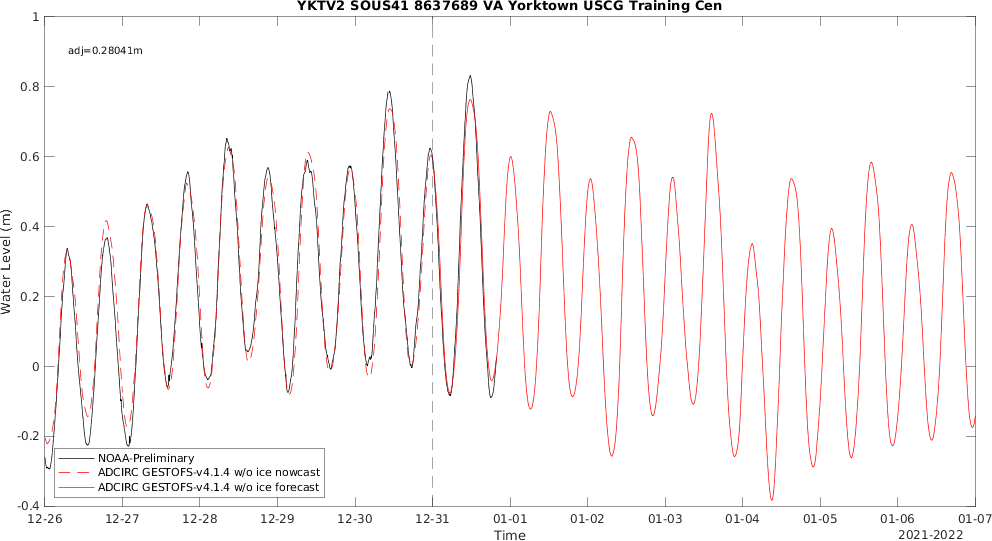 YKTV2 SOUS41 8637689 VA Yorktown USCG Training Cen
1
0.8
0.6
0.4
0.2
0
-0.2
-0.4
Water Level (m)
adj=0.28041m
NOAA-Preliminary
ADCIRC GESTOFS-v4.1.4 w/o ice nowcast
ADCIRC GESTOFS-v4.1.4 w/o ice forecast
12-26 12-27 12-28 12-29 12-30 12-31 01-01 01-02 01-03 01-04 01-05 01-06 01-07
Time
2021-2022